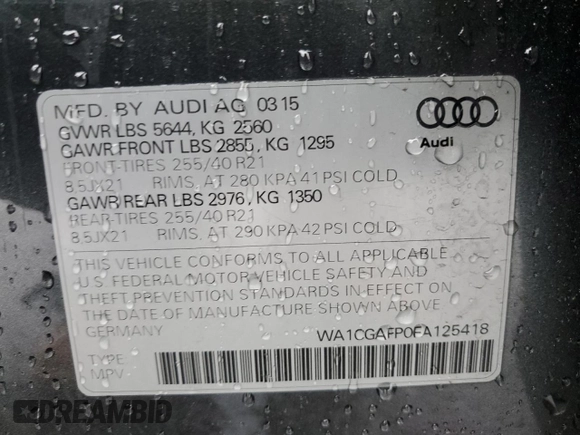 MFD. BY AUDI AG 0315
GVWR LBS 5644, KG 2560
GAWR FRONT LBS 2855, KG 1295
FRONT-TIRES 255/40 R21
8.5JX21 RIMS, AT 280 KPA 41 PSI COLD
GAWR REAR LBS 2976, KG 1350
REAR-TIRES 255/40 R21
8.5JX21 RIMS, AT 290 KPA 42 PSI COLD
Audi
THIS VEHICLE CONFORMS TO ALL APPLICABLE
U.S. FEDERAL MOTOR VEHICLE SAFETY AND
THEFT PREVENTION STANDARDS IN EFFECT ON
THE DATE OF MANUFACTURE SHOWN ABOVE.
GERMANY WA1CGAFP0FA125418
TYPE
MPV
DREAMBID